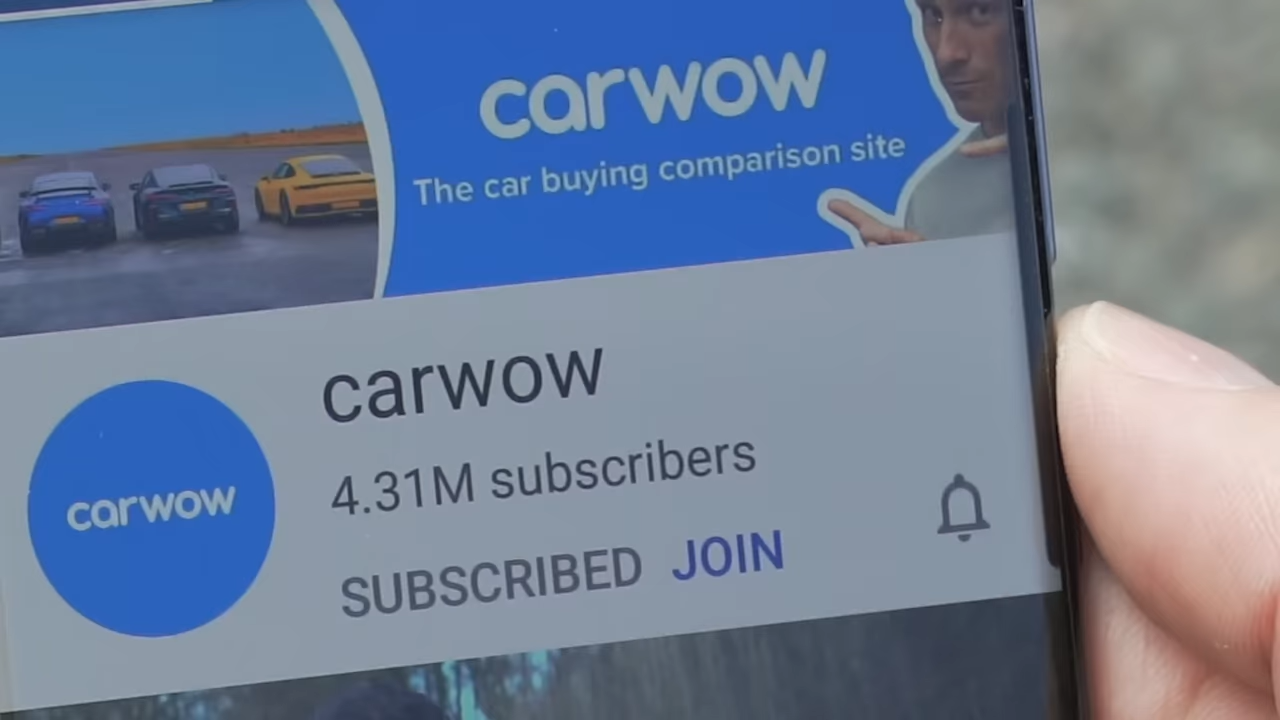 carwow
The car buying comparison site
carwow
4.31M subscribers
carwow
SUBSCRIBED JOIN